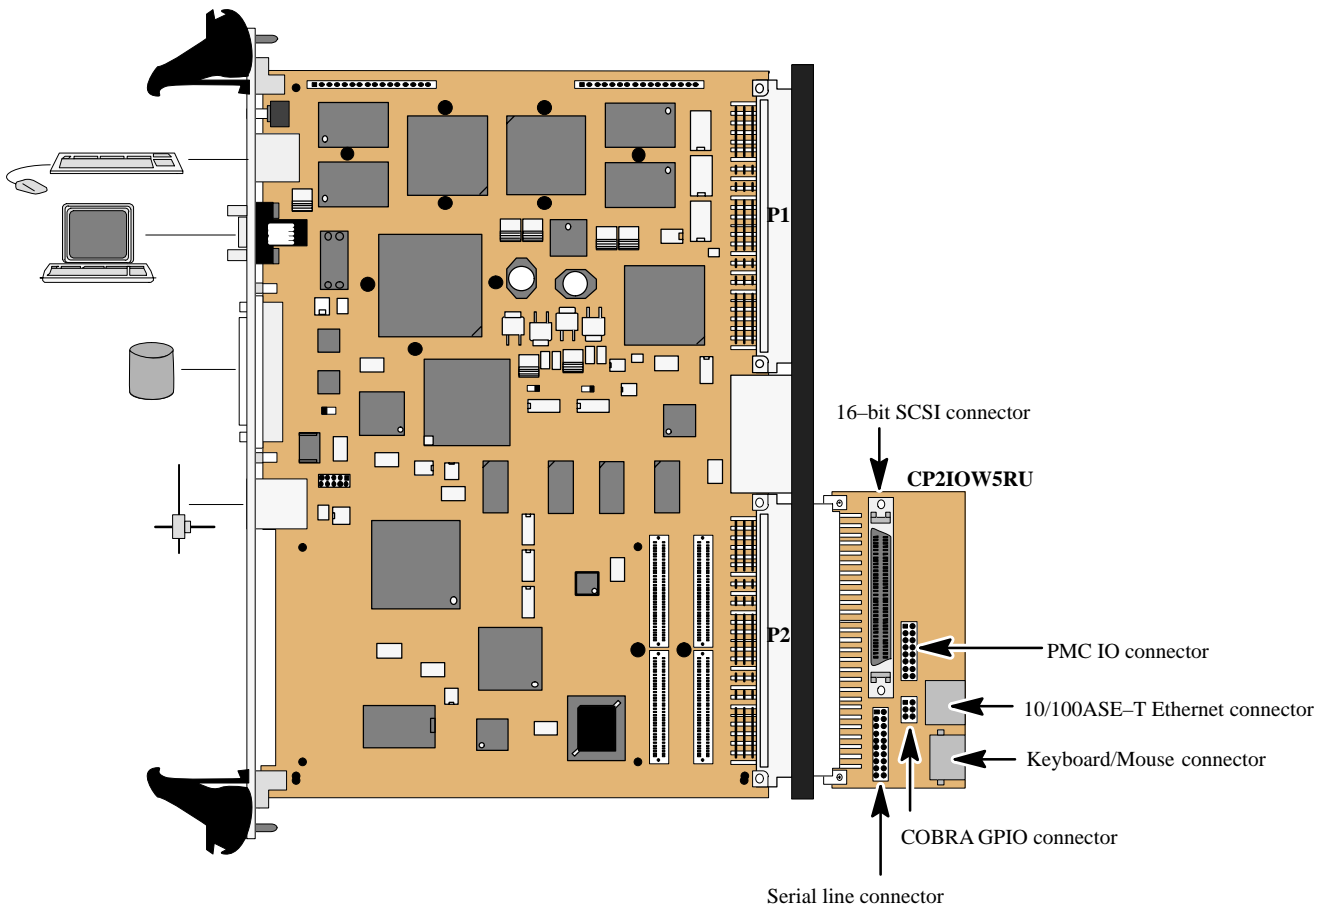 P1
16–bit SCSI connector
CP2IOW5RU
P2
PMC IO connector
10/100ASE–T Ethernet connector
Keyboard/Mouse connector
COBRA GPIO connector
Serial line connector